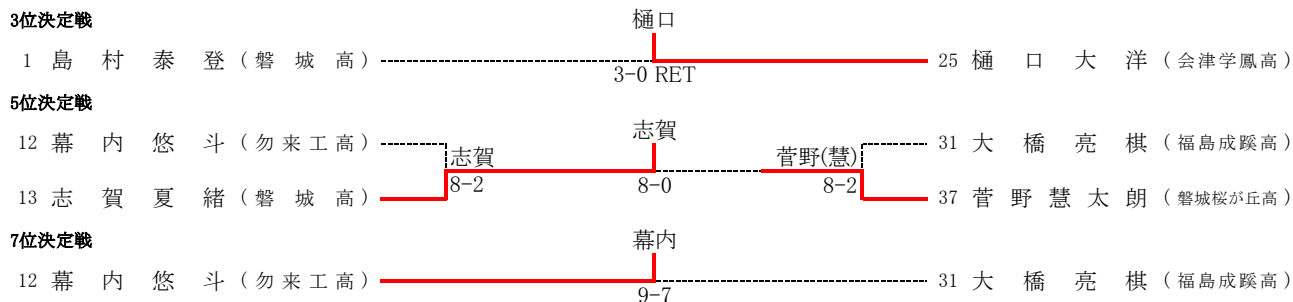 3位決定戦
樋口
1 島村泰登(磐城高) 25 樋口大洋(会津学鳳高)
3-0 RET
5位決定戦
12 幕内悠斗(勿来工高) 志賀 31 大橋亮棋(福島成蹊高)
志賀 菅野(慧)
8-2 8-0 8-2
13 志賀夏緒(磐城高) 37 菅野慧太朗(磐城桜が丘高)
7位決定戦 幕内
12 幕内悠斗(勿来工高) 31 大橋亮棋(福島成蹊高)
9-7